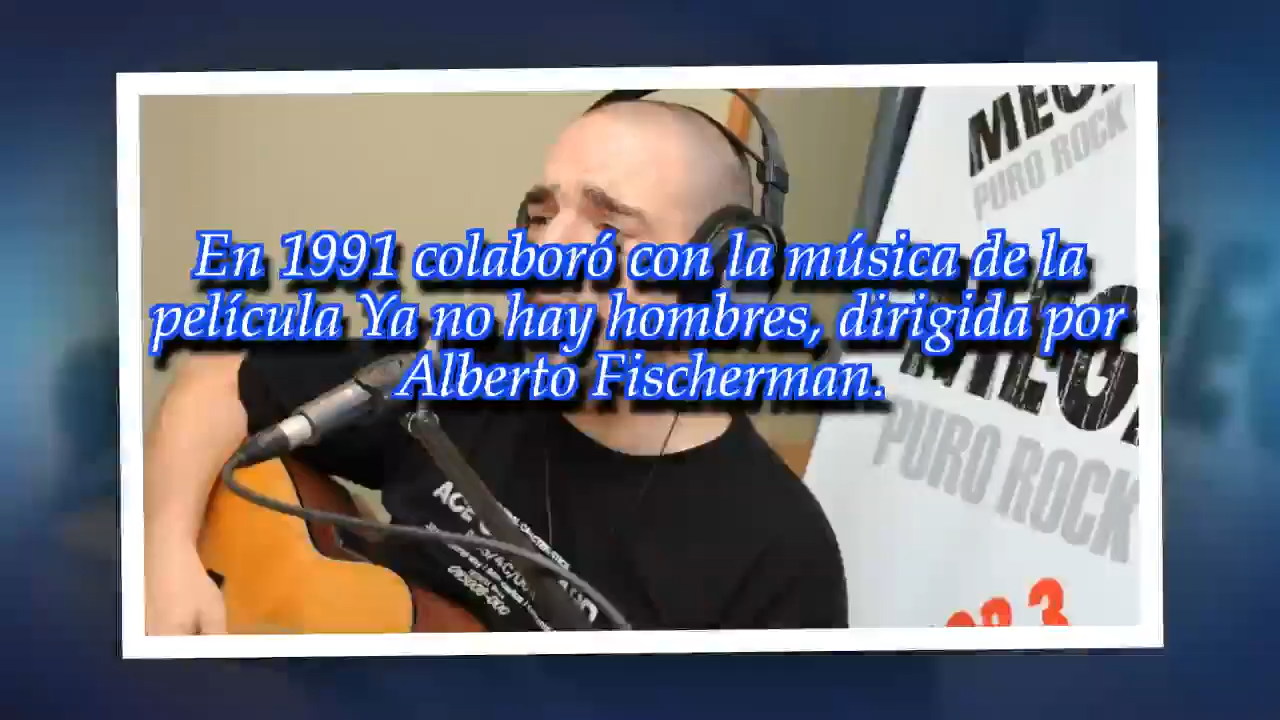 En 1991 colaboró con la música de la
película Ya no hay hombres, dirigida por
Alberto Fischerman.
PURO ROCK
PURO ROCK